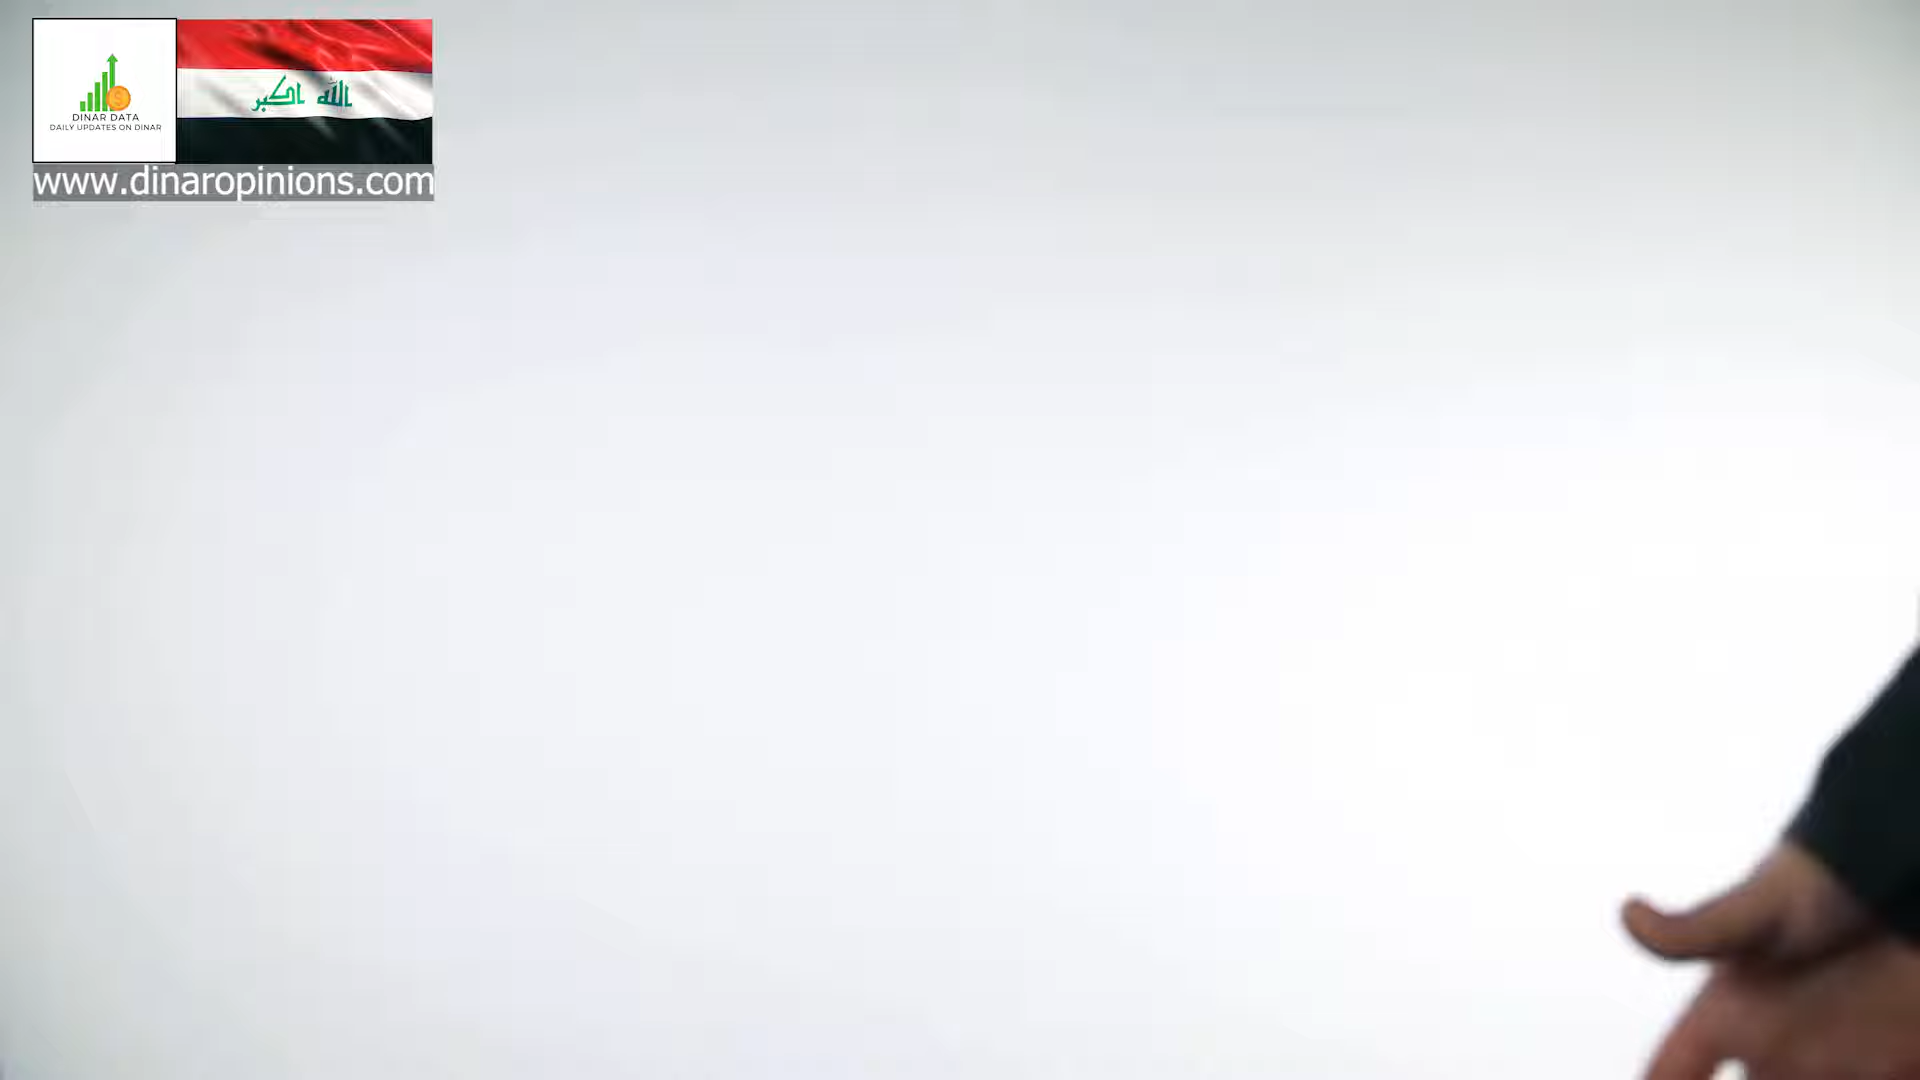 DINAR DATA
DAILY UPDATES ON DINAR
الله اكبر
www.dinaropinions.com